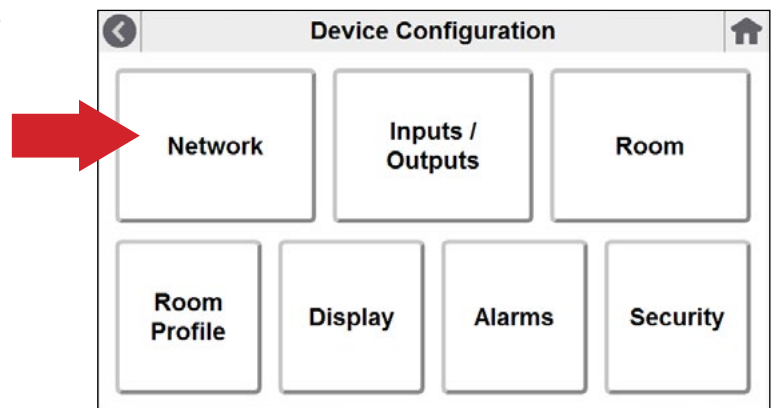 Device Configuration
Network
Inputs /
Outputs
Room
Room
Profile
Display
Alarms
Security